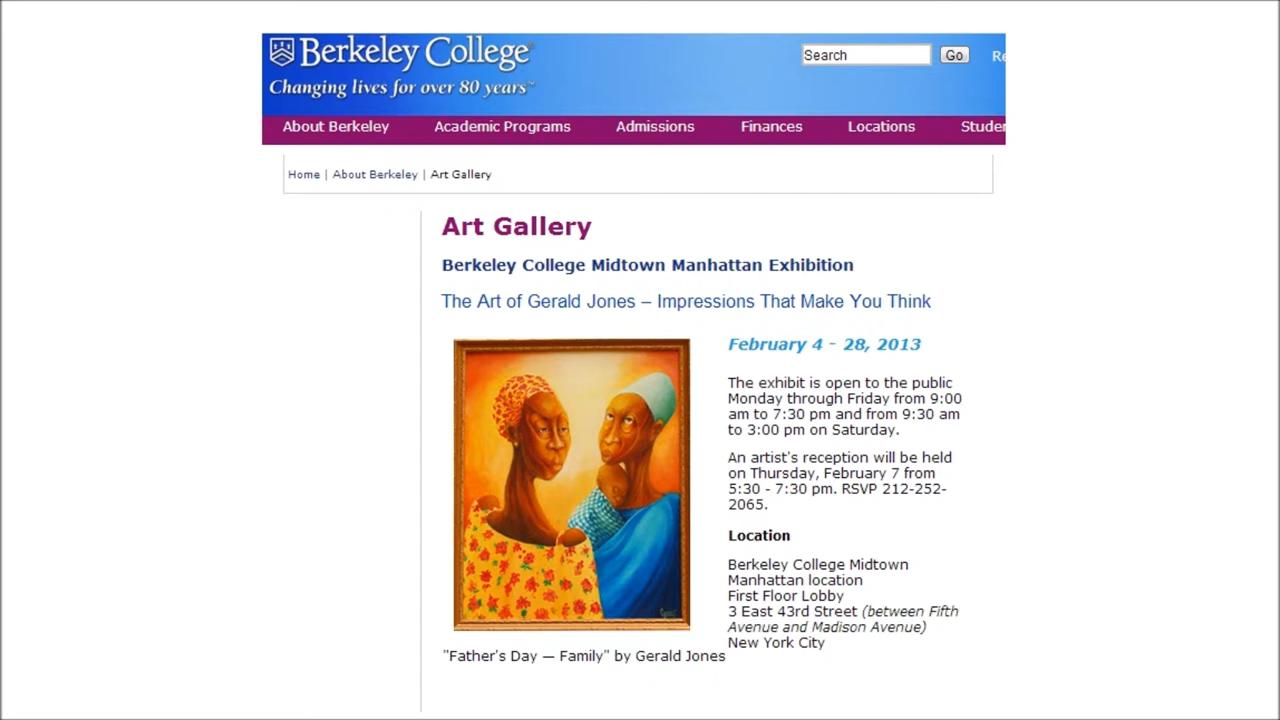 Berkeley College
Changing lives for over 80 years™
Search
Go
Re
About Berkeley
Academic Programs
Admissions
Finances
Locations
Studen
Home | About Berkeley | Art Gallery
Art Gallery
Berkeley College Midtown Manhattan Exhibition
The Art of Gerald Jones – Impressions That Make You Think
February 4 - 28, 2013
The exhibit is open to the public
Monday through Friday from 9:00
am to 7:30 pm and from 9:30 am
to 3:00 pm on Saturday.
An artist's reception will be held
on Thursday, February 7 from
5:30 - 7:30 pm. RSVP 212-252-
2065.
Location
Berkeley College Midtown
Manhattan location
First Floor Lobby
3 East 43rd Street (between Fifth
Avenue and Madison Avenue)
New York City
"Father's Day — Family" by Gerald Jones